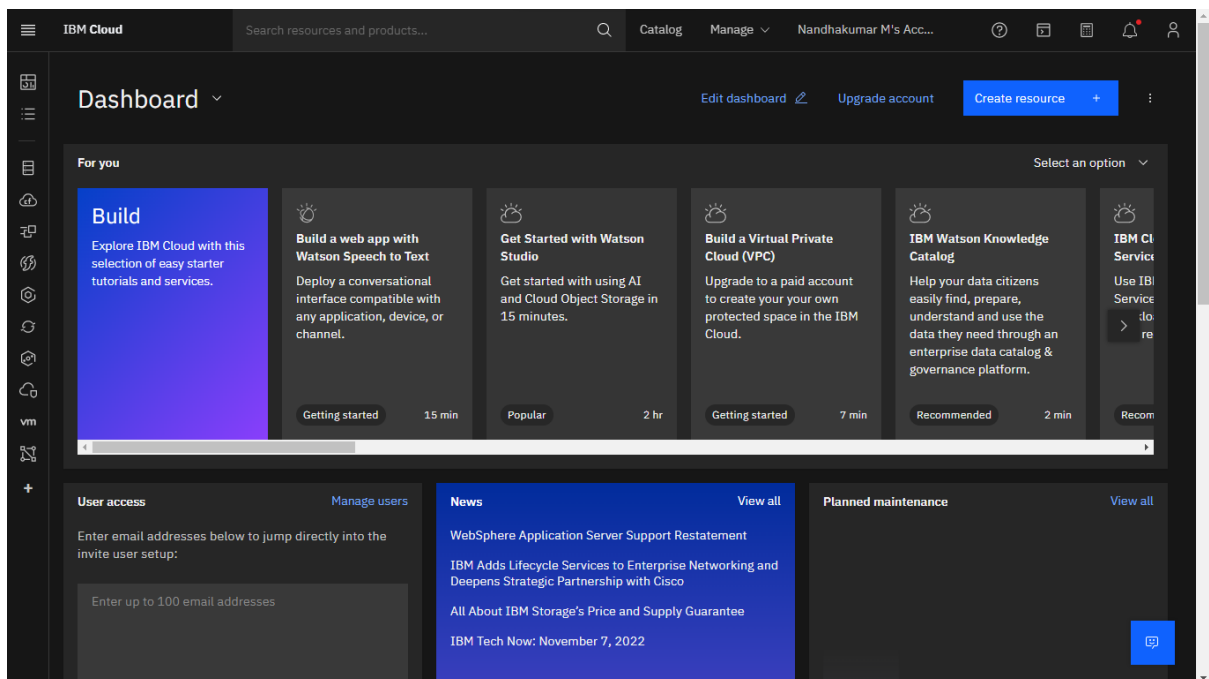 IBM Cloud
Search resources and products...
Catalog
Manage
Nandhakumar M's Acc...
Dashboard
Edit dashboard
Upgrade account
Create resource +
For you
Select an option
Build
Explore IBM Cloud with this
selection of easy starter
tutorials and services.
Build a web app with
Watson Speech to Text
Deploy a conversational
interface compatible with
any application, device, or
channel.
Getting started 15 min
Get Started with Watson
Studio
Get started with using AI
and Cloud Object Storage in
15 minutes.
Popular 2 hr
Build a Virtual Private
Cloud (VPC)
Upgrade to a paid account
to create your your own
protected space in the IBM
Cloud.
Getting started 7 min
IBM Watson Knowledge
Catalog
Help your data citizens
easily find, prepare,
understand and use the
data they need through an
enterprise data catalog &
governance platform.
Recommended 2 min
IBM Cl
Service
Use IBI
Service
re
Recom
vm
User access
Manage users
Enter email addresses below to jump directly into the
invite user setup:
Enter up to 100 email addresses
News
View all
WebSphere Application Server Support Restatement
IBM Adds Lifecycle Services to Enterprise Networking and
Deepens Strategic Partnership with Cisco
All About IBM Storage's Price and Supply Guarantee
IBM Tech Now: November 7, 2022
Planned maintenance
View all